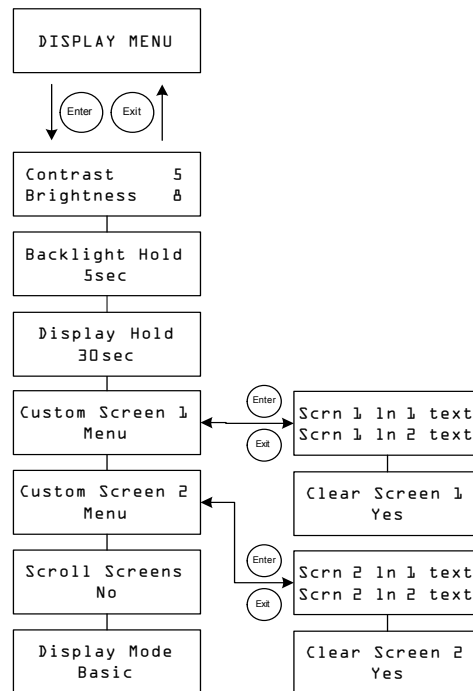 DISPLAY MENU
Enter
Exit
Contrast 5
Brightness 8
Backlight Hold
5sec
Display Hold
30sec
Custom Screen 1
Menu
Enter
Exit
Scrn 1 ln 1 text
Scrn 1 ln 2 text
Clear Screen 1
Yes
Custom Screen 2
Menu
Enter
Exit
Scrn 2 ln 1 text
Scrn 2 ln 2 text
Clear Screen 2
Yes
Scroll Screens
No
Display Mode
Basic